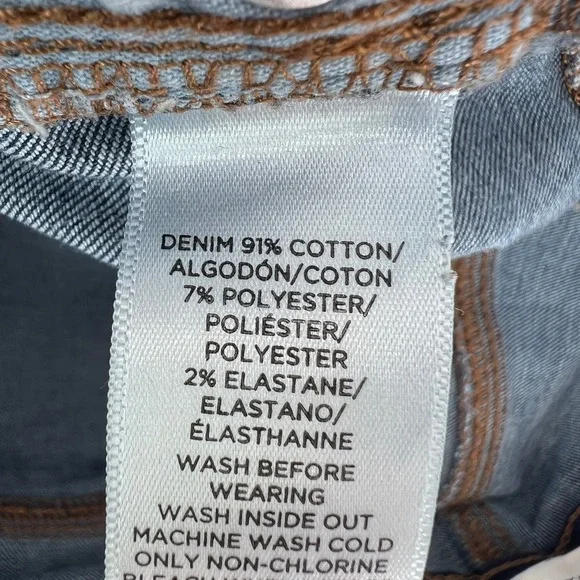 DENIM 91% COTTON/
ALGODÓN/COTON
7% POLYESTER/
POLIÉSTER/
POLYESTER
2% ELASTANE/
ELASTANO/
ÉLASTHANNE
WASH BEFORE
WEARING
WASH INSIDE OUT
MACHINE WASH COLD
ONLY NON-CHLORINE
BLEACH